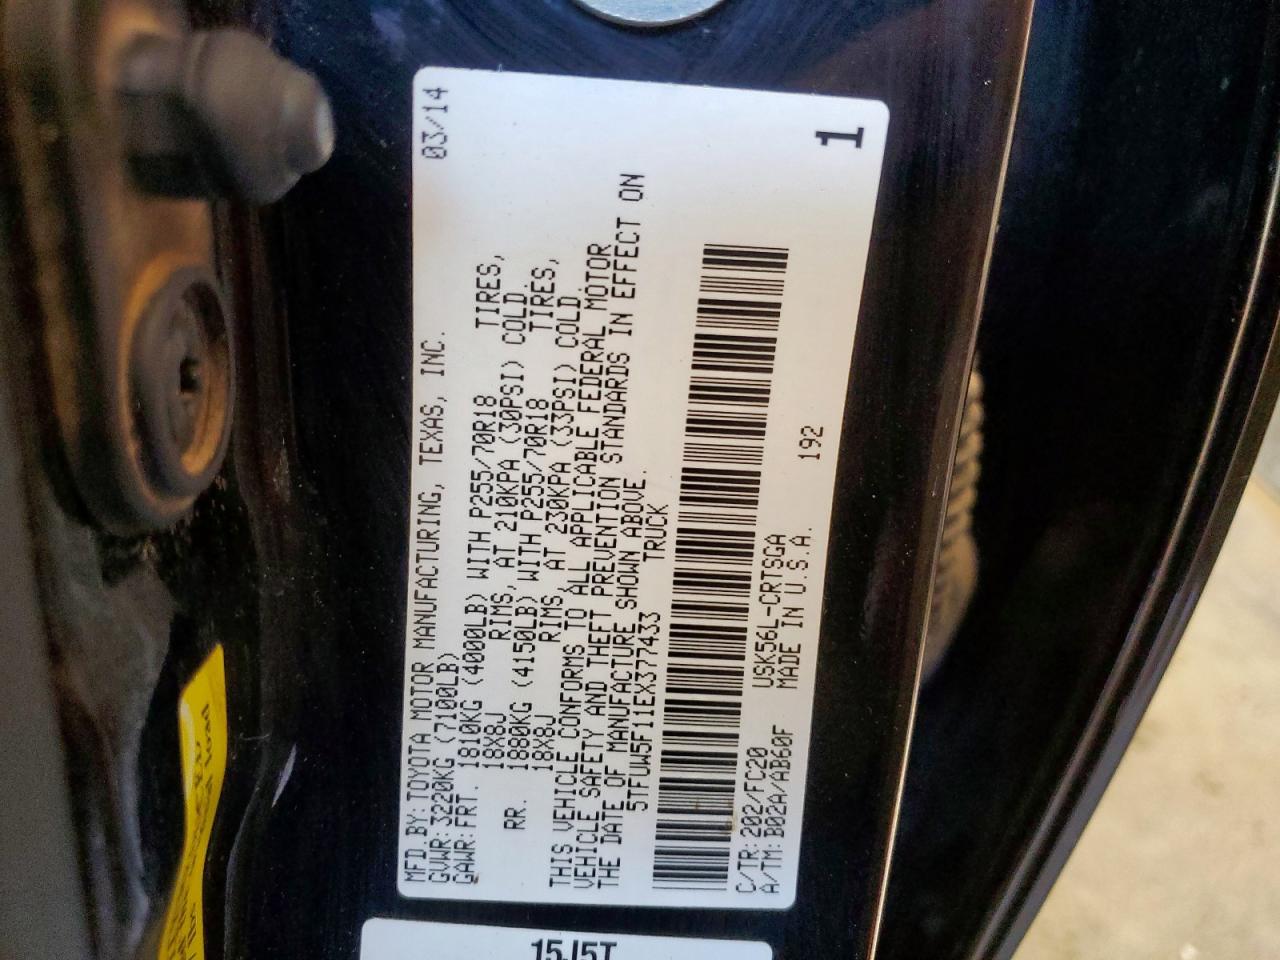 MFD BY: TOYOTA MOTOR MANUFACTURING, TEXAS, INC. 03/14
GVWR: 3220KG (7100LB)
GAWR: FRT. 1810KG (4000LB) WITH P255/70R18 TIRES,
18X8J RIMS, AT 210KPA (30PSI) COLD.
RR. 1880KG (4150LB) WITH P255/70R18 TIRES,
18X8J RIMS, AT 230KPA (33PSI) COLD.
THIS VEHICLE CONFORMS TO ALL APPLICABLE FEDERAL MOTOR
VEHICLE SAFETY AND THEFT PREVENTION STANDARDS IN EFFECT ON
THE DATE OF MANUFACTURE SHOWN ABOVE.
5TFUW5F11EX377433 TRUCK
C/TR: 202/FC20 USK56L-CRTSGA 192 1
A/TM: B02A/AB60F MADE IN U.S.A.
15J5T